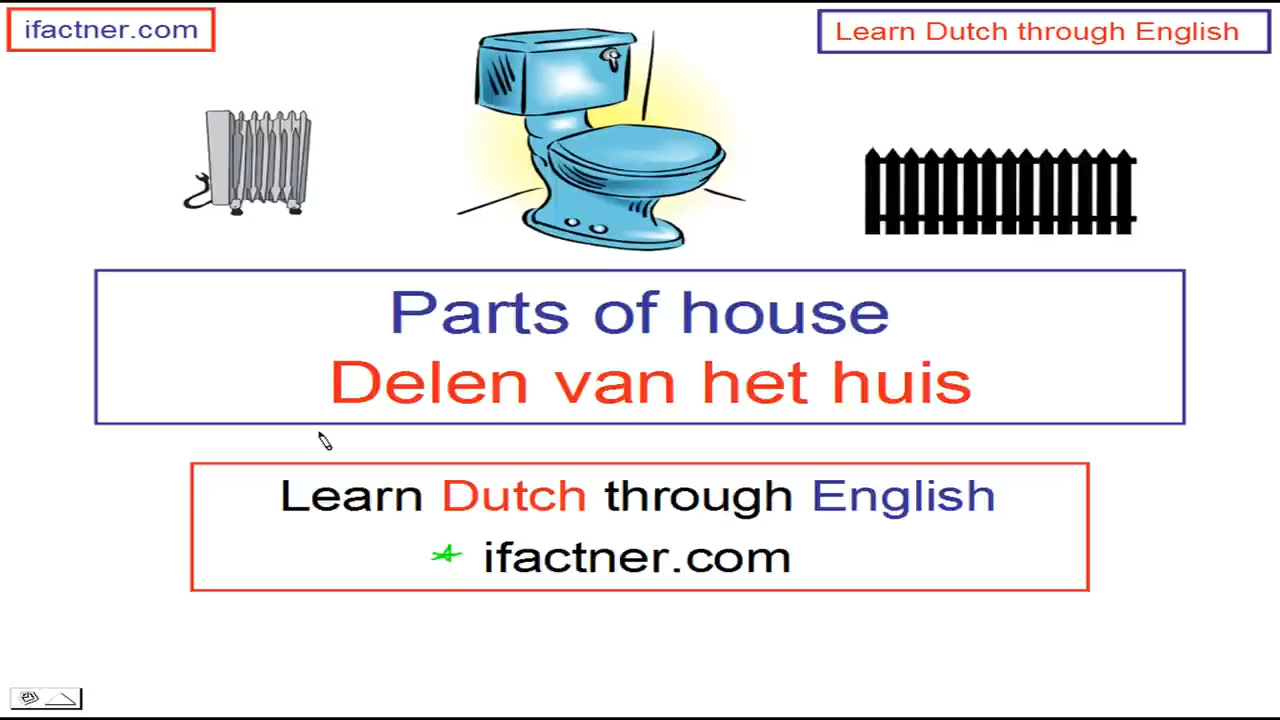 ifactner.com
Learn Dutch through English
Parts of house
Delen van het huis
Learn Dutch through English
ifactner.com